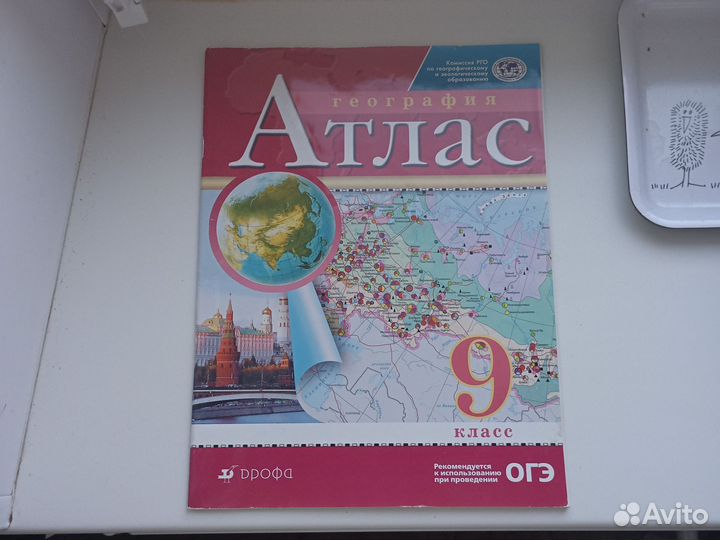 Комиссия РГО
по географическому
и экологическому
образованию
география
Атлас
9
класс
ДРОФА
Рекомендуется
к использованию
при проведении
ОГЭ
Avito